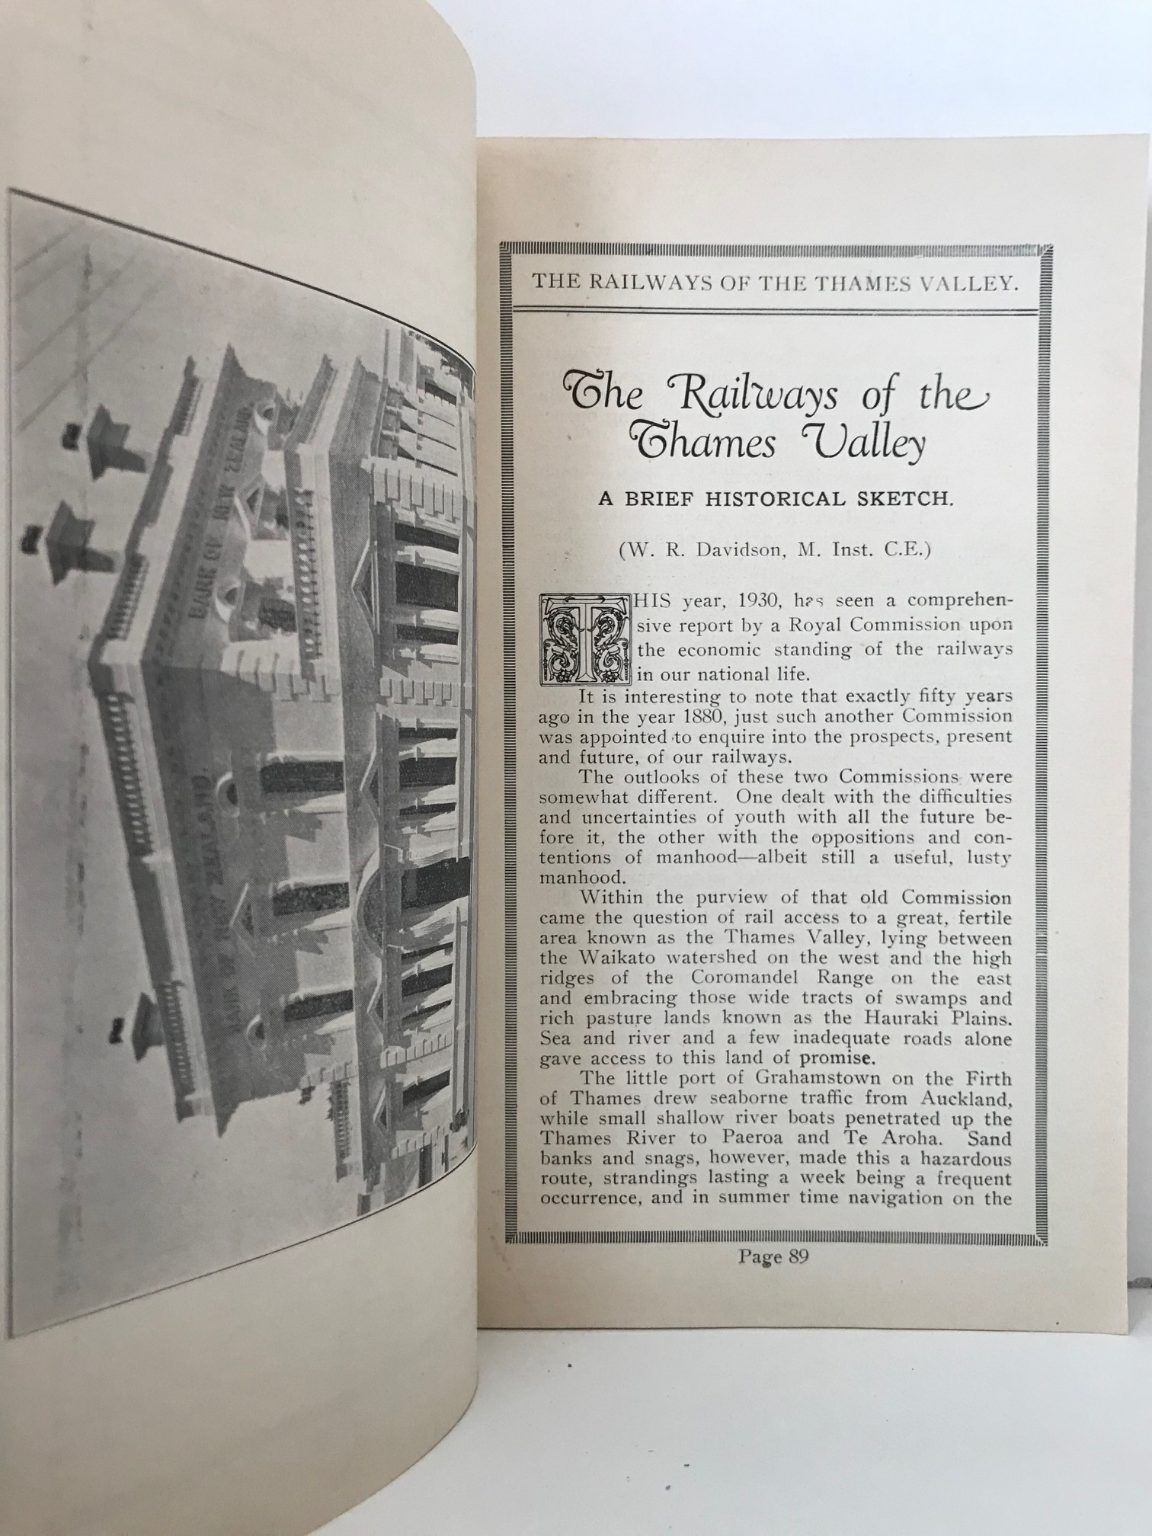 BANK OF NEW ZEALAND
BANK OF NEW ZEALAND
THE RAILWAYS OF THE THAMES VALLEY.
The Railways of the
Thames Valley
A BRIEF HISTORICAL SKETCH.
(W. R. Davidson, M. Inst. C.E.)
THIS year, 1930, has seen a comprehen-
sive report by a Royal Commission upon
the economic standing of the railways
in our national life.
It is interesting to note that exactly fifty years
ago in the year 1880, just such another Commission
was appointed to enquire into the prospects, present
and future, of our railways.
The outlooks of these two Commissions were
somewhat different. One dealt with the difficulties
and uncertainties of youth with all the future be-
fore it, the other with the oppositions and con-
tentions of manhood—albeit still a useful, lusty
manhood.
Within the purview of that old Commission
came the question of rail access to a great, fertile
area known as the Thames Valley, lying between
the Waikato watershed on the west and the high
ridges of the Coromandel Range on the east
and embracing those wide tracts of swamps and
rich pasture lands known as the Hauraki Plains.
Sea and river and a few inadequate roads alone
gave access to this land of promise.
The little port of Grahamstown on the Firth
of Thames drew seaborne traffic from Auckland,
while small shallow river boats penetrated up the
Thames River to Paeroa and Te Aroha. Sand
banks and snags, however, made this a hazardous
route, strandings lasting a week being a frequent
occurrence, and in summer time navigation on the
Page 89